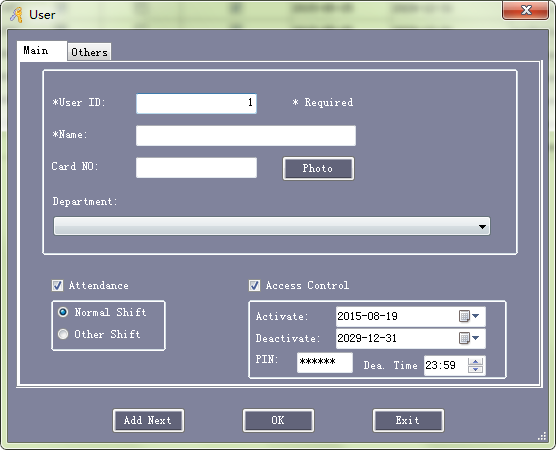 User
Main Others
*User ID: 1 * Required
*Name:
Card NO: Photo
Department:
Attendance
Access Control
Normal Shift
Other Shift
Activate: 2015-08-19
Deactivate: 2029-12-31
PIN: ****** Dea. Time 23:59
Add Next OK Exit